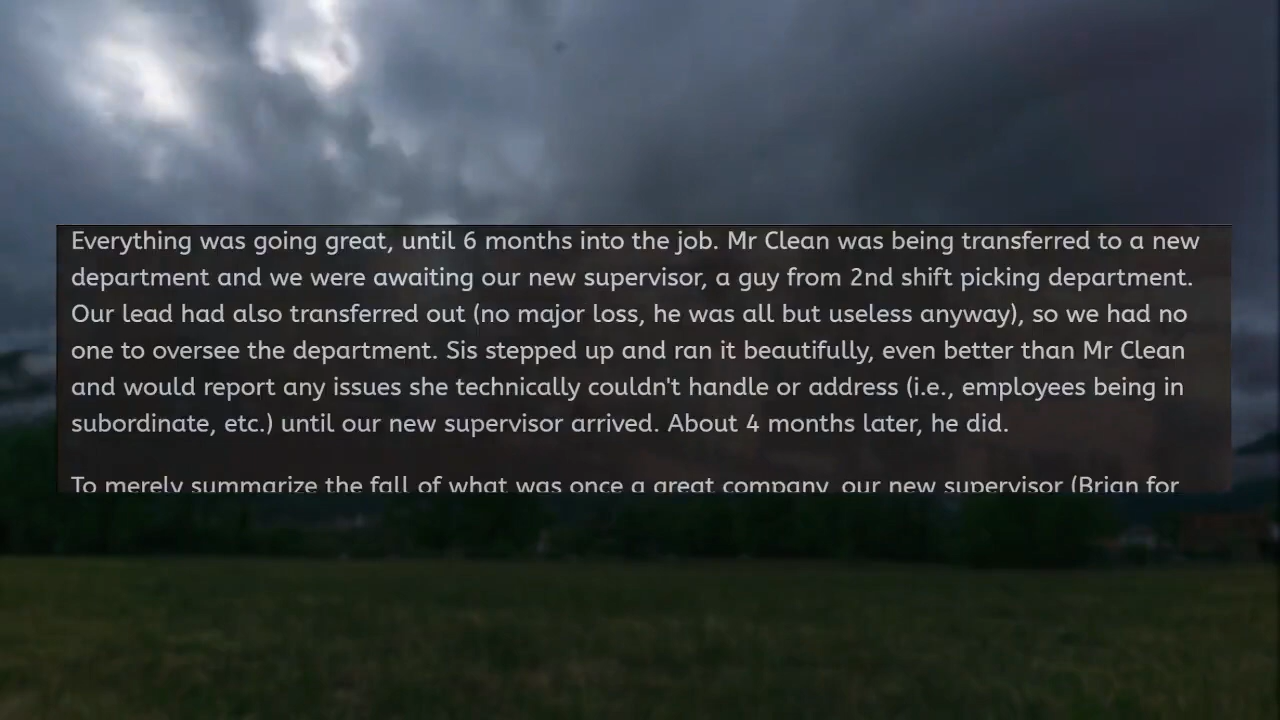 Everything was going great, until 6 months into the job. Mr Clean was being transferred to a new
department and we were awaiting our new supervisor, a guy from 2nd shift picking department.
Our lead had also transferred out (no major loss, he was all but useless anyway), so we had no
one to oversee the department. Sis stepped up and ran it beautifully, even better than Mr Clean
and would report any issues she technically couldn't handle or address (i.e., employees being in
subordinate, etc.) until our new supervisor arrived. About 4 months later, he did.
To merely summarize the fall of what was once a great company, our new supervisor (Brian for